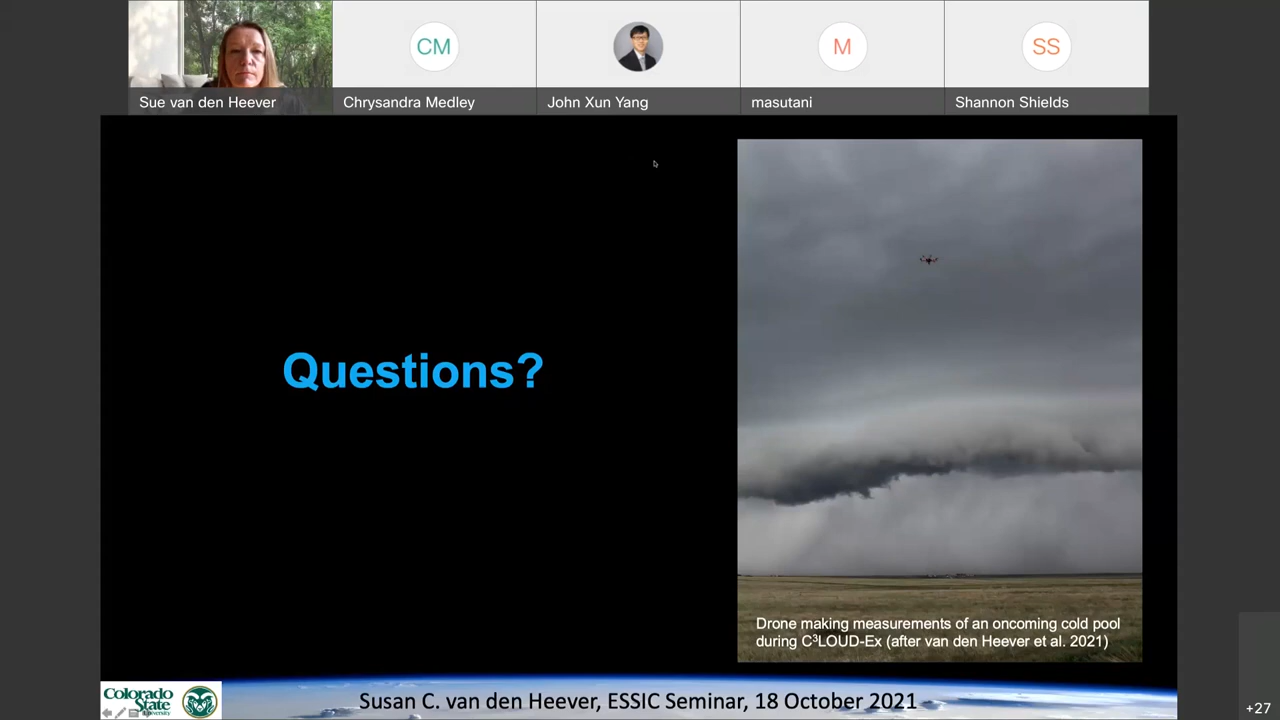 CM
M
SS
Sue van den Heever
Chrysandra Medley
John Xun Yang
masutani
Shannon Shields
Questions?
Drone making measurements of an oncoming cold pool
during C³LOUD-Ex (after van den Heever et al. 2021)
Colorado
State
University
Susan C. van den Heever, ESSIC Seminar, 18 October 2021
+27